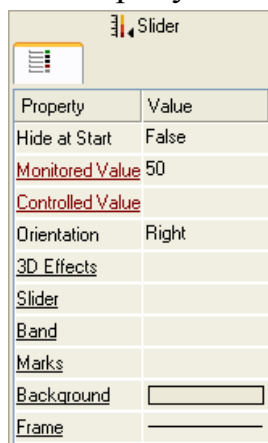 Slider
Property Value
Hide at Start False
Monitored Value 50
Controlled Value
Orientation Right
3D Effects
Slider
Band
Marks
Background
Frame